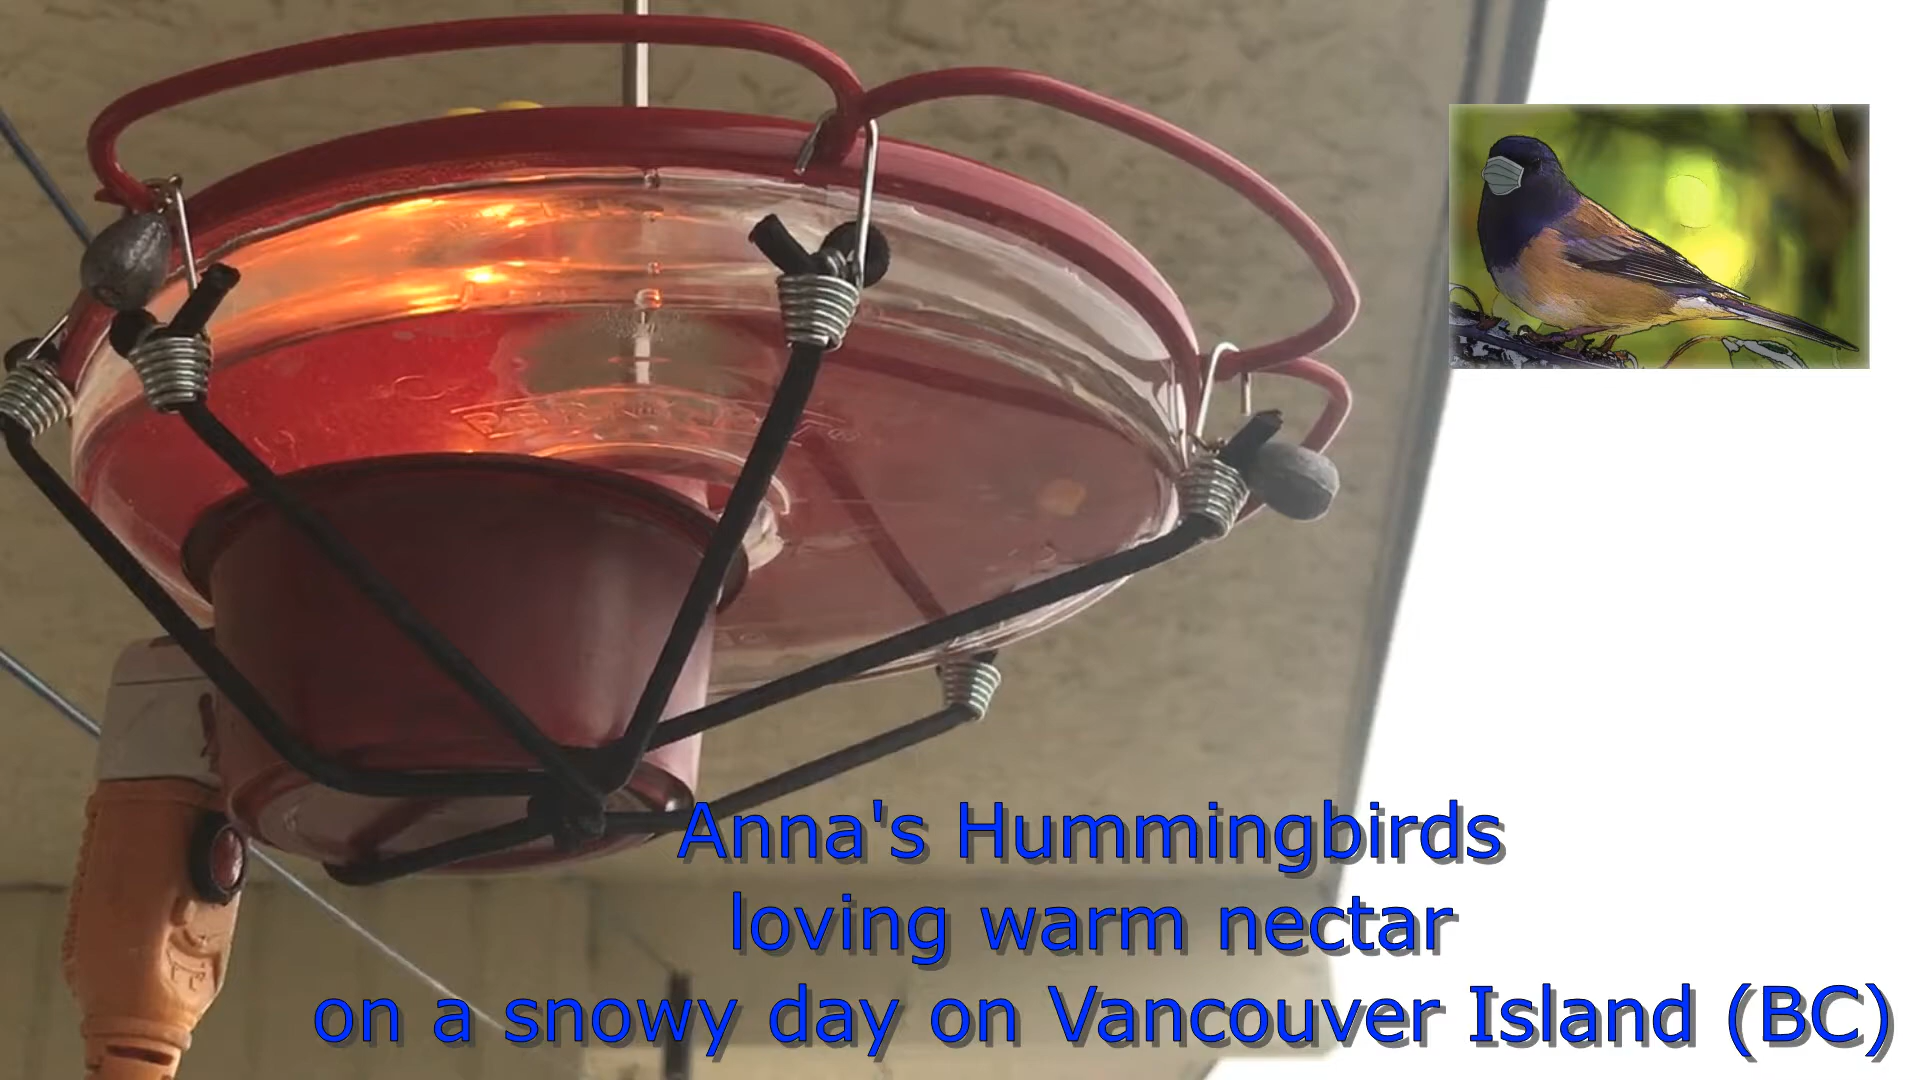 Anna's Hummingbirds
loving warm nectar
on a snowy day on Vancouver Island (BC)